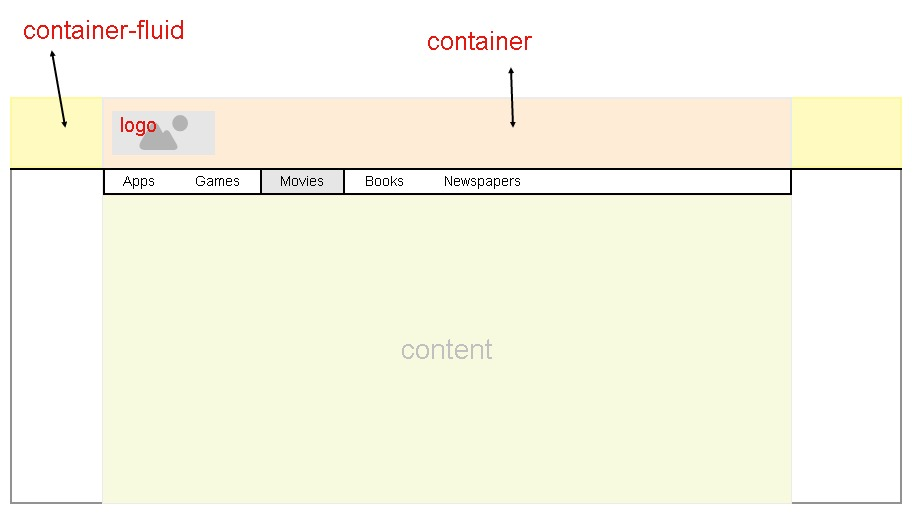 container-fluid
container
logo
Apps Games Movies Books Newspapers
content